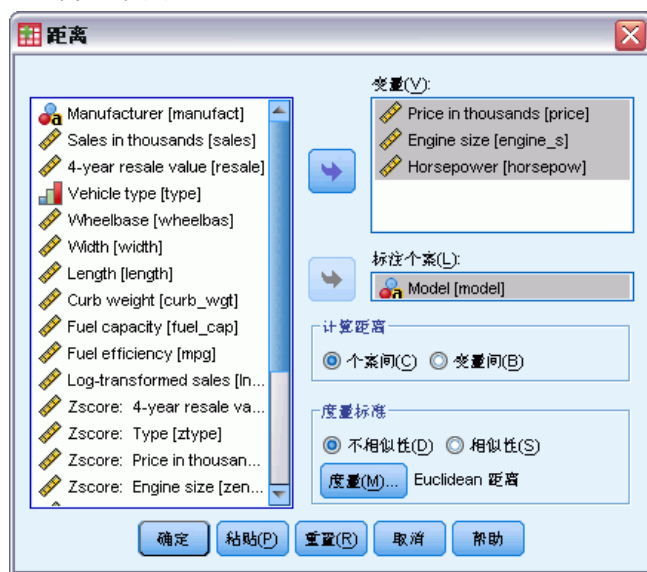 距离
变量(V):
Manufacturer [manufact]
Sales in thousands [sales]
4-year resale value [resale]
Vehicle type [type]
Wheelbase [wheelbas]
Width [width]
Length [length]
Curb weight [curb_wgt]
Fuel capacity [fuel_cap]
Fuel efficiency [mpg]
Log-transformed sales [ln...
Zscore: 4-year resale va...
Zscore: Type [ztype]
Zscore: Price in thousan...
Zscore: Engine size [zen...
Price in thousands [price]
Engine size [engine_s]
Horsepower [horsepow]
标注个案(L):
Model [model]
计算距离
个案间(C) 变量间(B)
度量标准
不相似性(D) 相似性(S)
度量(M)... Euclidean 距离
确定 粘贴(P) 重置(R) 取消 帮助